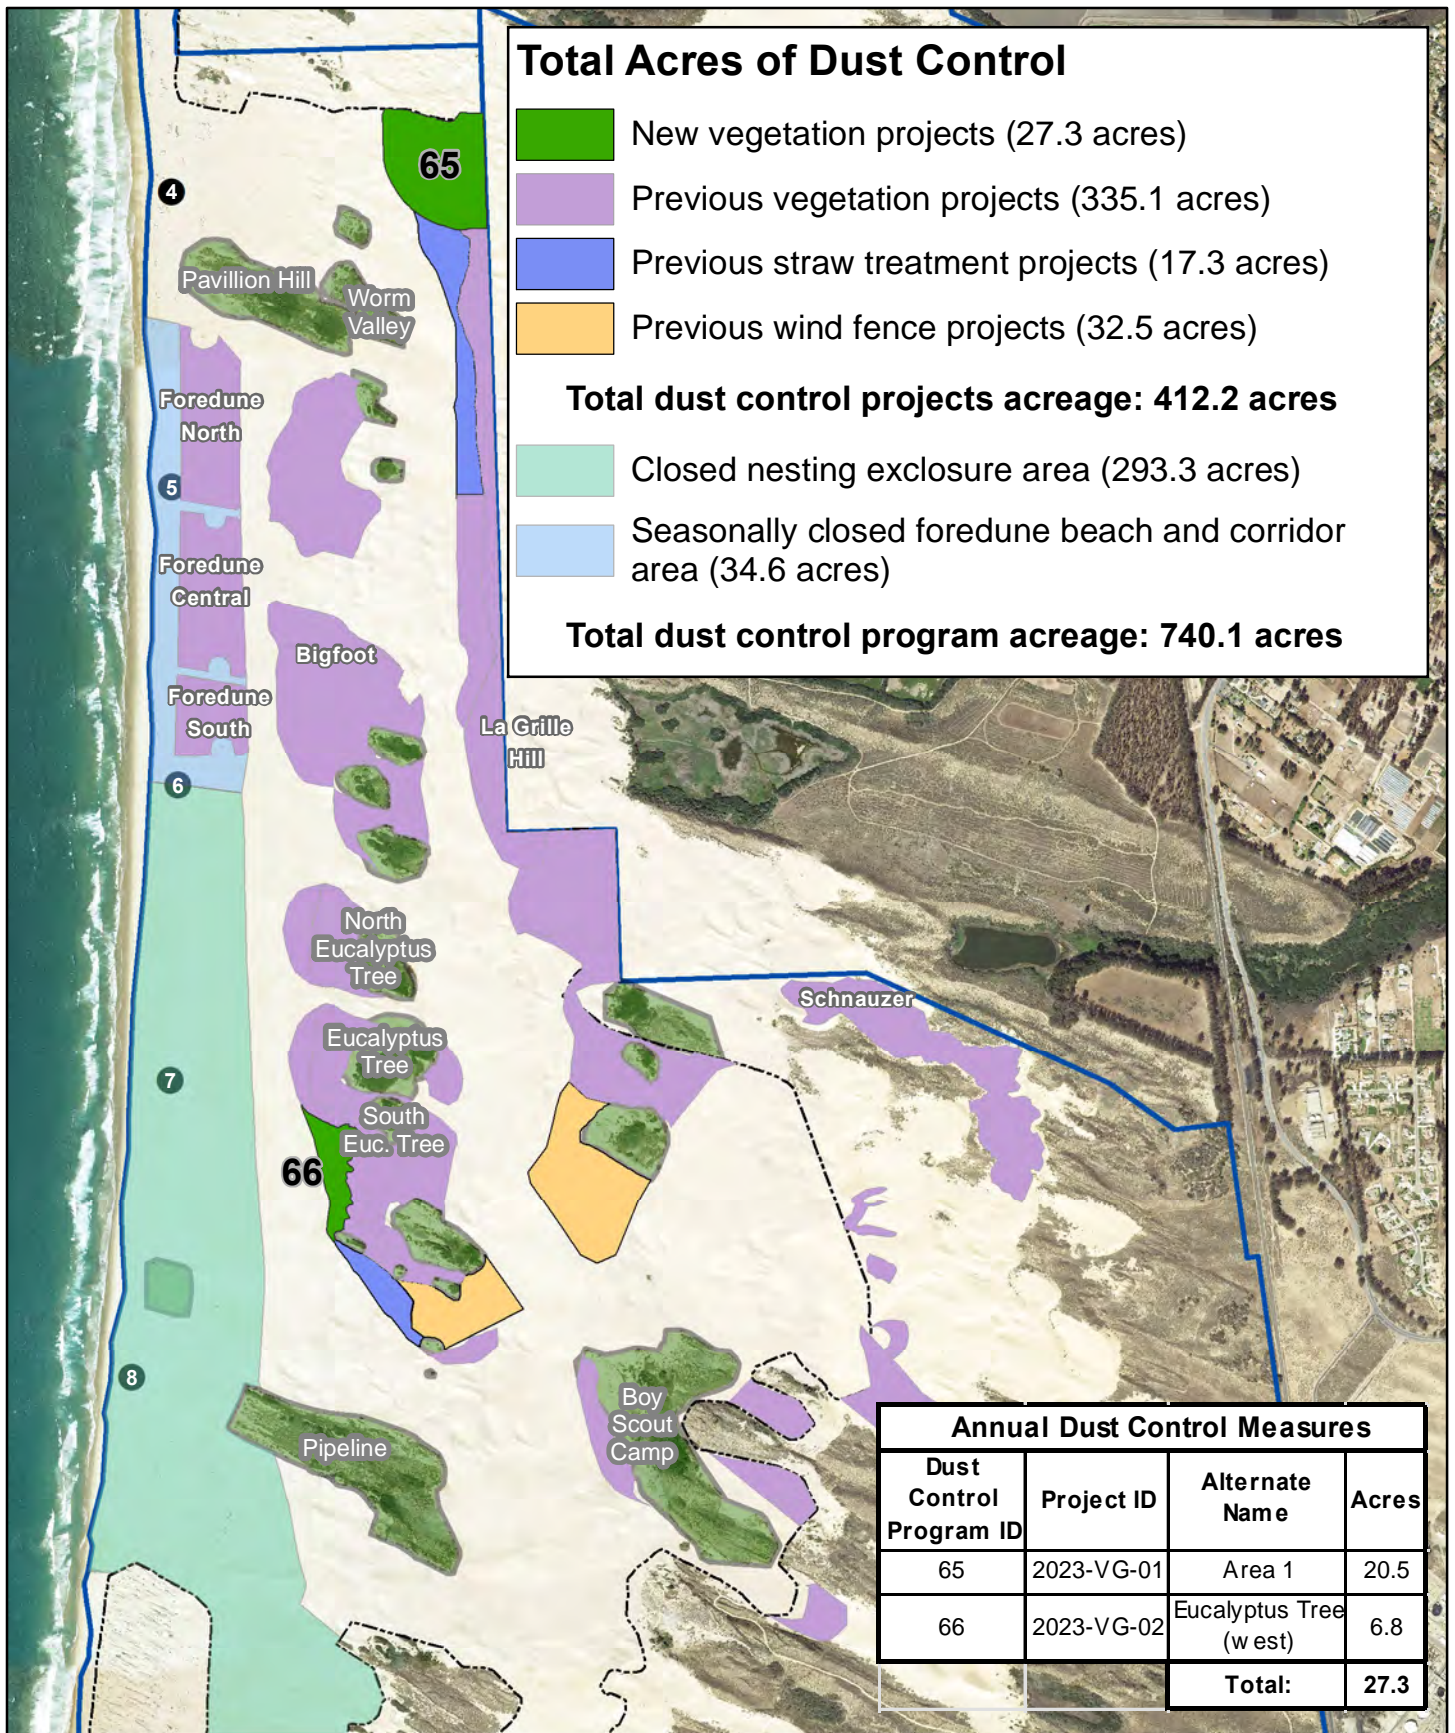 Total Acres of Dust Control
New vegetation projects (27.3 acres)
Previous vegetation projects (335.1 acres)
Previous straw treatment projects (17.3 acres)
Previous wind fence projects (32.5 acres)
Total dust control projects acreage: 412.2 acres
Closed nesting exclosure area (293.3 acres)
Seasonally closed foredune beach and corridor
area (34.6 acres)
Total dust control program acreage: 740.1 acres
65
4
Pavillion Hill
Worm
Valley
Foredune
North
5
Foredune
Central
Bigfoot
Foredune
South
La Grille
Hill
6
North
Eucalyptus
Tree
Schnauzer
Eucalyptus
Tree
7
South
Euc. Tree
66
8
Boy
Scout
Camp
Pipeline
Annual Dust Control Measures
Dust
Control
Program ID
Project ID
Alternate
Name
Acres
65 2023-VG-01 Area 1 20.5
66 2023-VG-02 Eucalyptus Tree
(west) 6.8
Total: 27.3